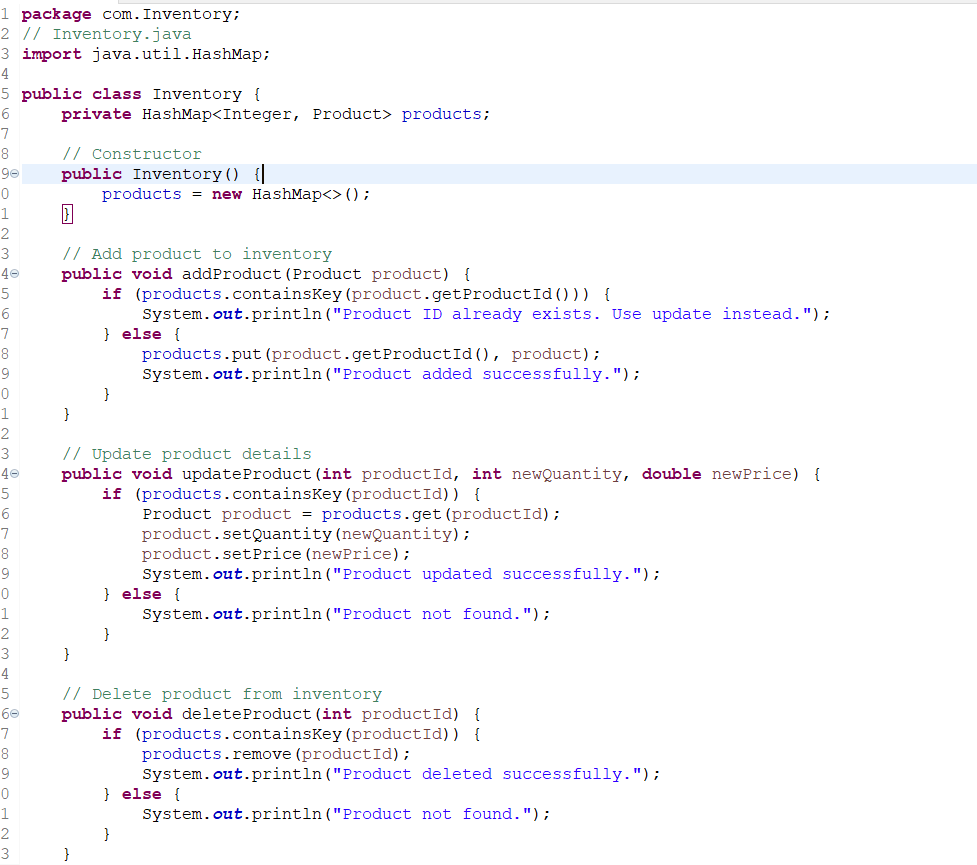 1 package com.Inventory;
2 // Inventory.java
3 import java.util.HashMap;
4
5 public class Inventory {
6     private HashMap<Integer, Product> products;
7
8     // Constructor
9     public Inventory() {
0         products = new HashMap<>();
1     }
2
3     // Add product to inventory
4     public void addProduct(Product product) {
5         if (products.containsKey(product.getProductId())) {
6             System.out.println("Product ID already exists. Use update instead.");
7         } else {
8             products.put(product.getProductId(), product);
9             System.out.println("Product added successfully.");
0         }
1     }
2
3     // Update product details
4     public void updateProduct(int productId, int newQuantity, double newPrice) {
5         if (products.containsKey(productId)) {
6             Product product = products.get(productId);
7             product.setQuantity(newQuantity);
8             product.setPrice(newPrice);
9             System.out.println("Product updated successfully.");
0         } else {
1             System.out.println("Product not found.");
2         }
3     }
4
5     // Delete product from inventory
6     public void deleteProduct(int productId) {
7         if (products.containsKey(productId)) {
8             products.remove(productId);
9             System.out.println("Product deleted successfully.");
0         } else {
1             System.out.println("Product not found.");
2         }
3     }